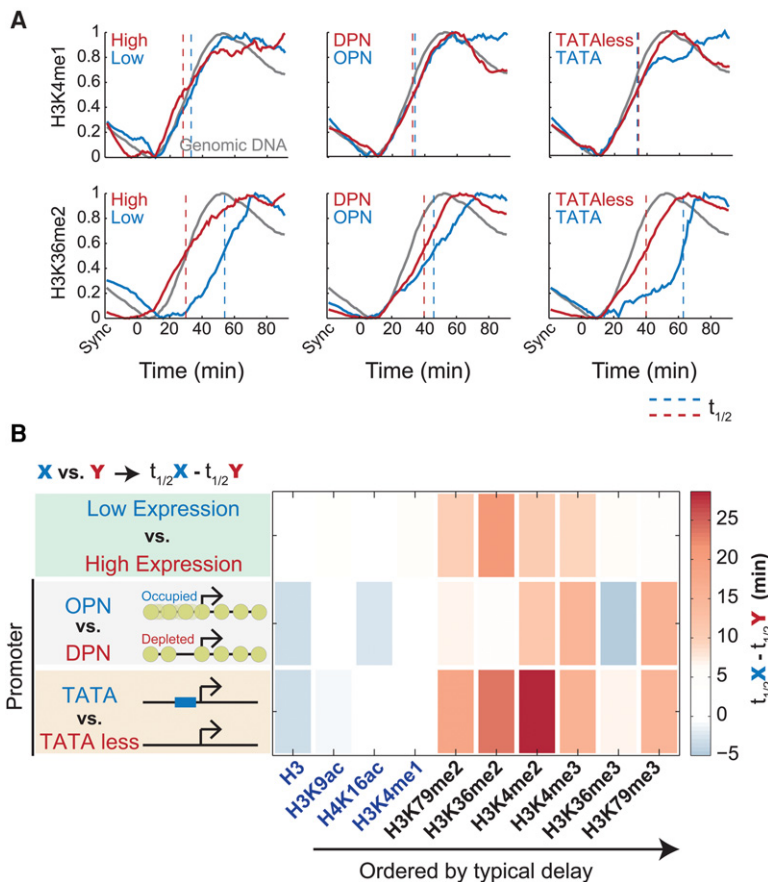 A
H3K4me1
1
0.8
0.6
0.4
0.2
0
High
Low
Genomic DNA
DPN
OPN
TATAless
TATA
H3K36me2
1
0.8
0.6
0.4
0.2
0
High
Low
DPN
OPN
TATAless
TATA
Sync 0 20 40 60 80
Sync 0 20 40 60 80
Sync 0 20 40 60 80
Time (min)
Time (min)
Time (min)
t1/2
B
X vs. Y → t1/2X - t1/2Y
Low Expression
vs.
High Expression
Promoter
OPN
vs.
DPN
Occupied
Depleted
TATA
vs.
TATA less
H3
H3K9ac
H4K16ac
H3K4me1
H3K79me2
H3K36me2
H3K4me2
H3K4me3
H3K36me3
H3K79me3
Ordered by typical delay
25
20
15
10
5
0
−5
t1/2X - t1/2Y (min)